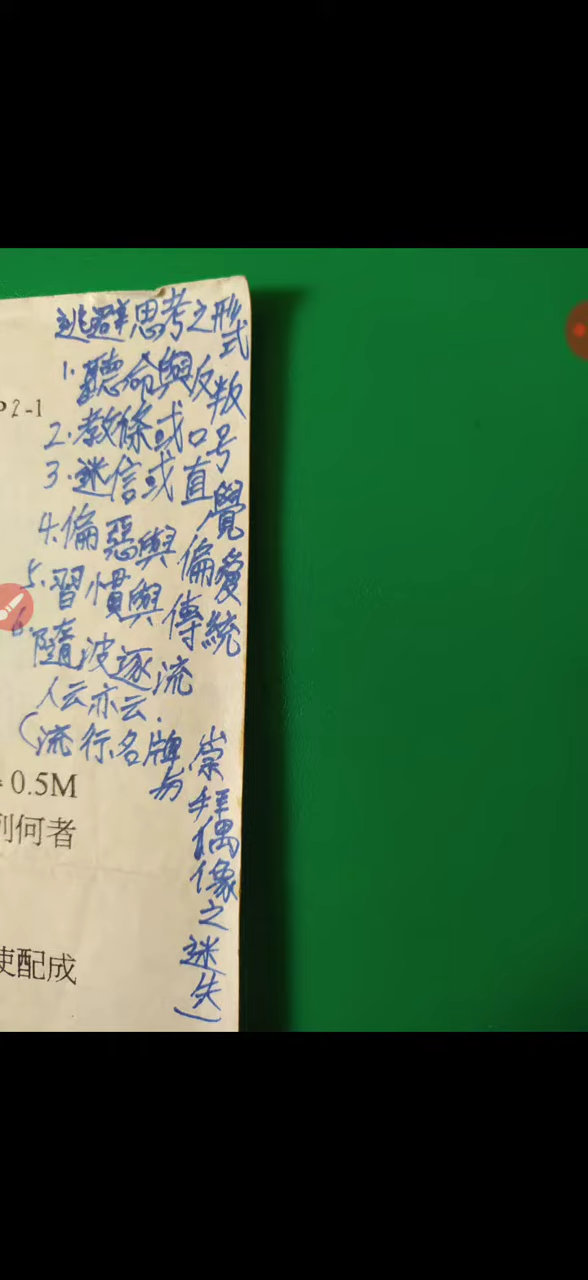 逃避思考之形式
P2-1
1. 聽命與反叛
2. 教條或口号
3. 迷信或直覺
4. 偏惡與偏愛
5. 習慣與傳統
6. 隨波逐流
人云亦云.
(流行名牌与崇拜偶像之迷失)
0.5M
列何者
使配成